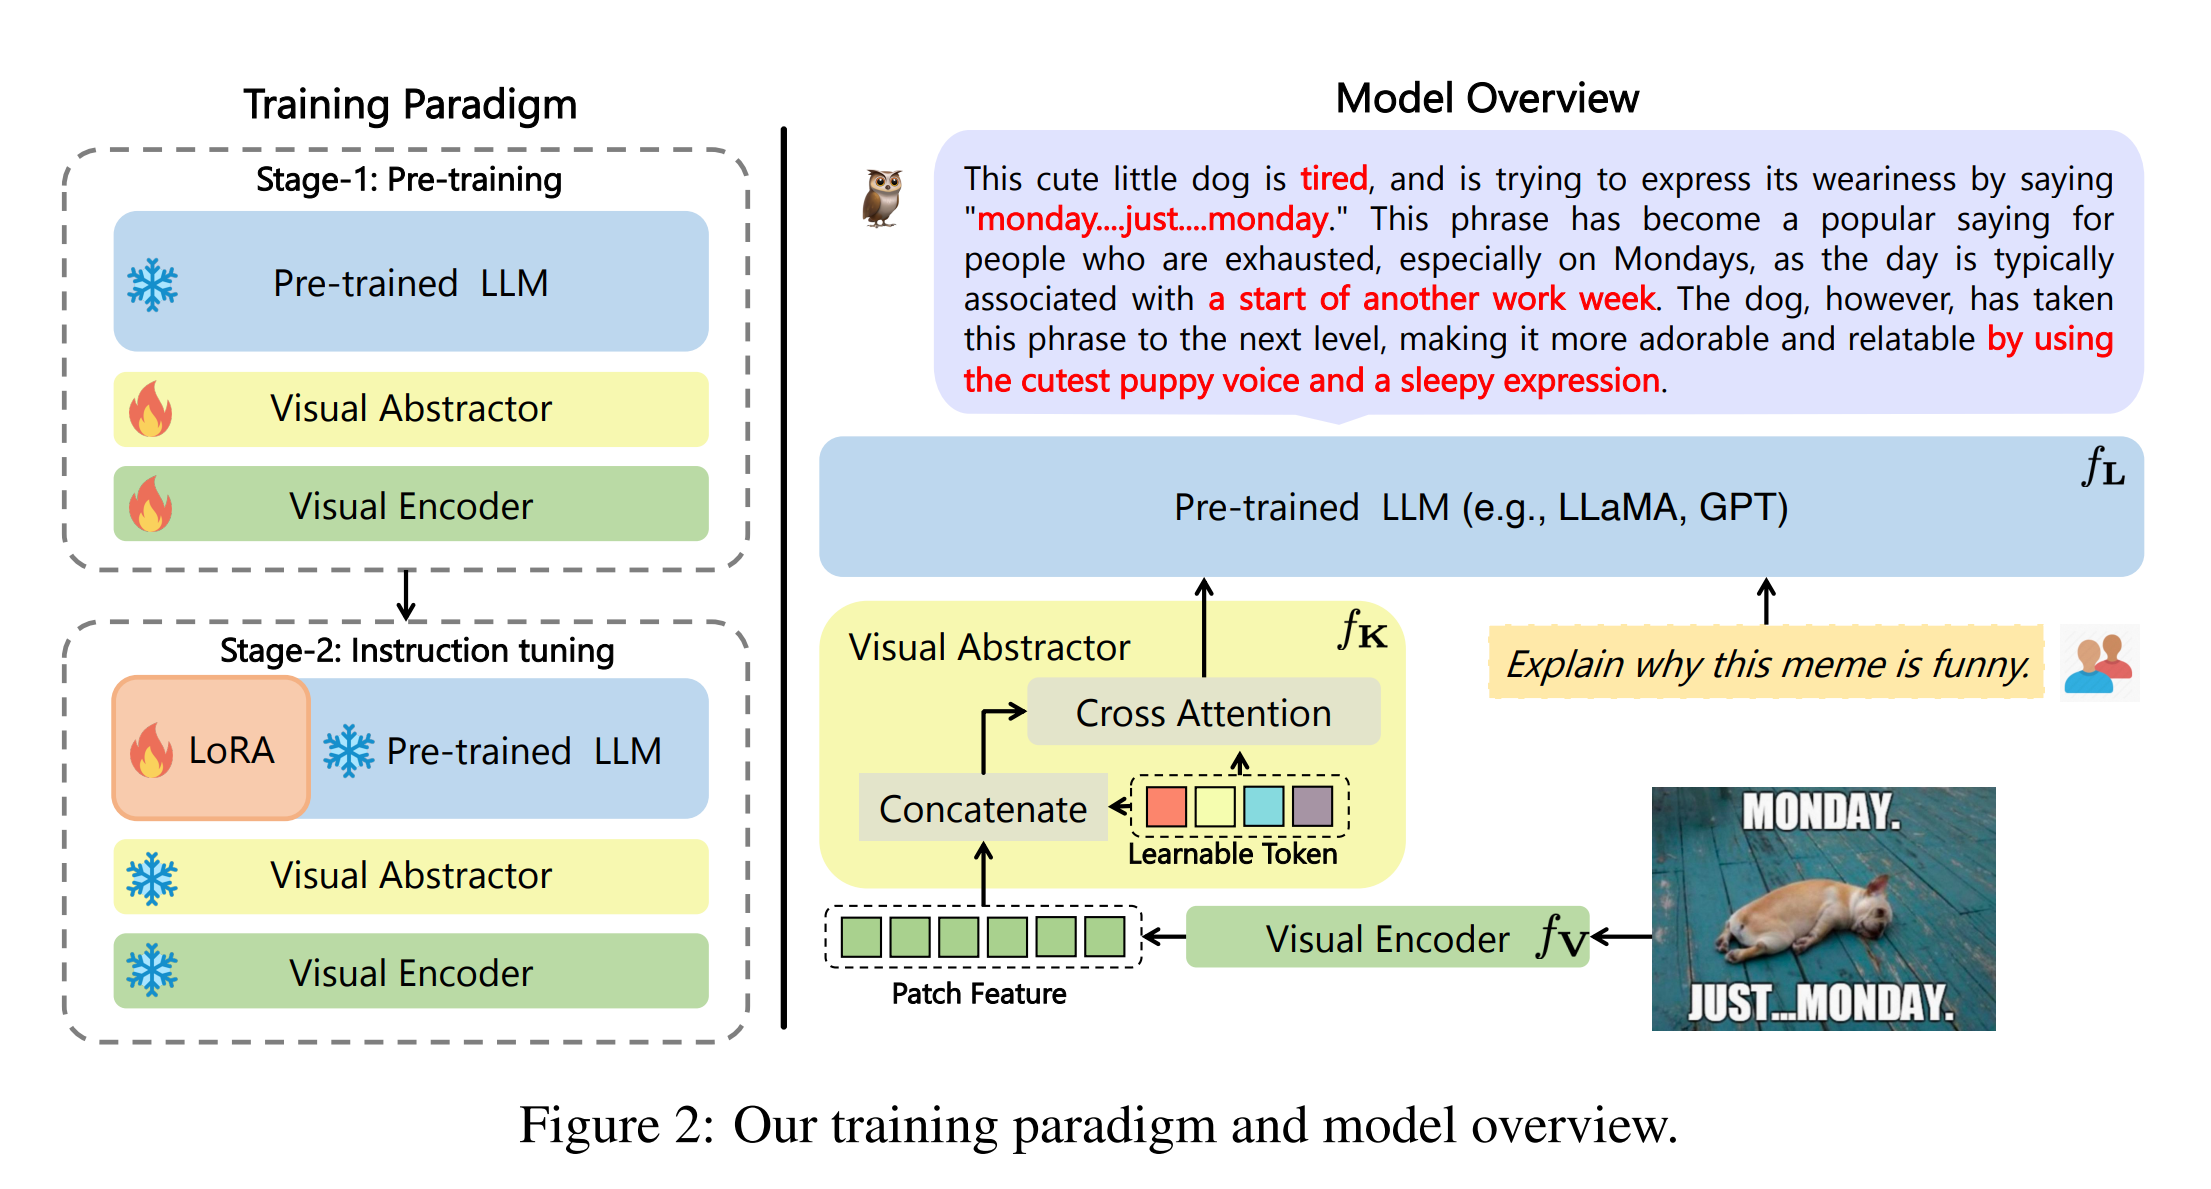 Training Paradigm
Stage-1: Pre-training
Pre-trained LLM
Visual Abstractor
Visual Encoder
Stage-2: Instruction tuning
LoRA
Pre-trained LLM
Visual Abstractor
Visual Encoder
Model Overview
This cute little dog is tired, and is trying to express its weariness by saying
"monday....just....monday." This phrase has become a popular saying for
people who are exhausted, especially on Mondays, as the day is typically
associated with a start of another work week. The dog, however, has taken
this phrase to the next level, making it more adorable and relatable by using
the cutest puppy voice and a sleepy expression.
f_L
Pre-trained LLM (e.g., LLaMA, GPT)
Visual Abstractor
f_K
Cross Attention
Concatenate
Learnable Token
Explain why this meme is funny.
Patch Feature
Visual Encoder f_V
MONDAY.
JUST...MONDAY.
Figure 2: Our training paradigm and model overview.